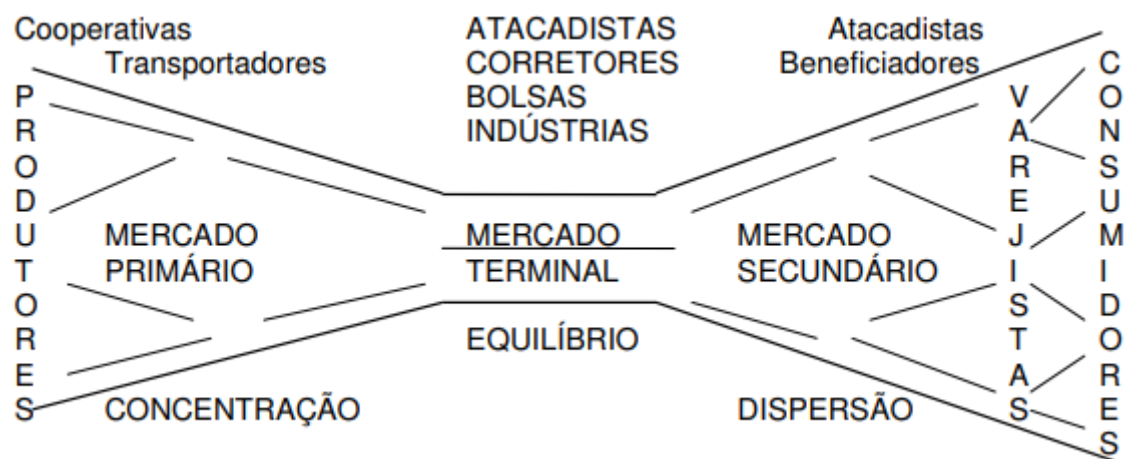 Cooperativas
Transportadores
ATACADISTAS
CORRETORES
BOLSAS
INDÚSTRIAS
Atacadistas
Beneficiadores
PRODUTORES
MERCADO
PRIMÁRIO
CONCENTRAÇÃO
MERCADO
TERMINAL
EQUILÍBRIO
MERCADO
SECUNDÁRIO
DISPERSÃO
VAREJISTAS
CONSUMIDORES